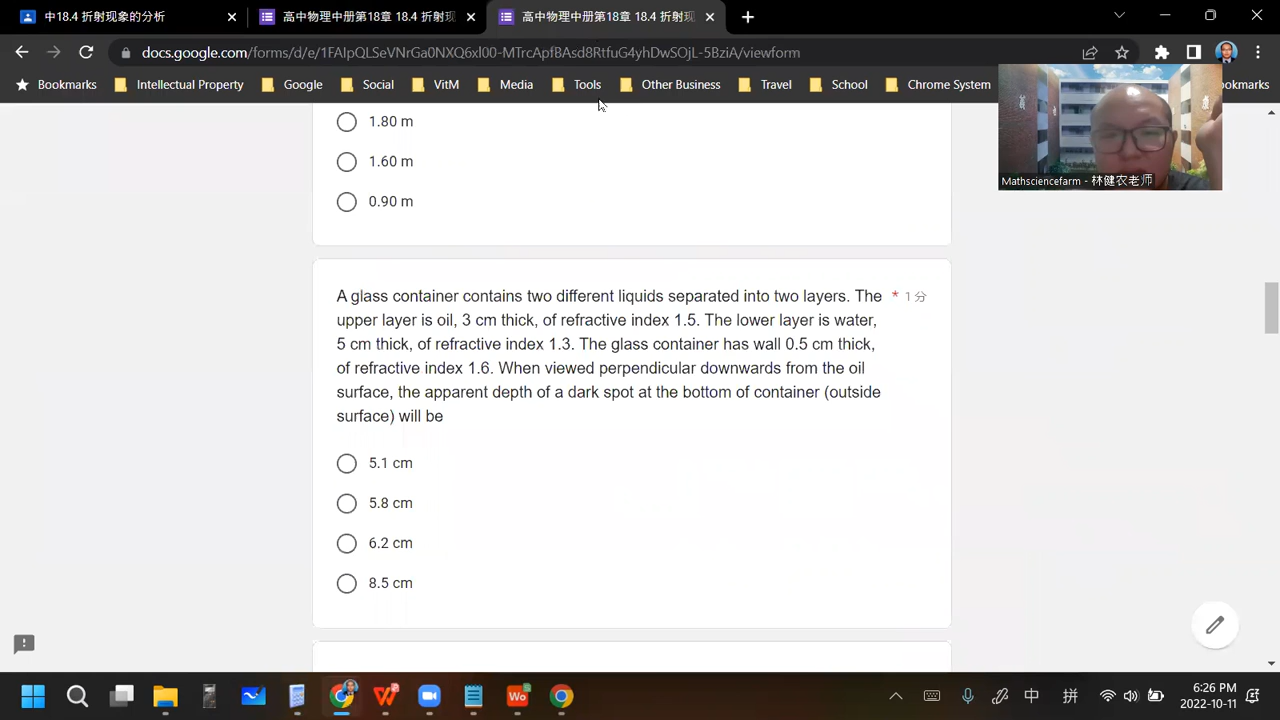 中18.4 折射现象的分析
高中物理中册第18章 18.4 折射现
高中物理中册第18章 18.4 折射现
docs.google.com/forms/d/e/1FAIpQLSeVNrGa0NXQ6xl00-MTrcApfBAsd8RtfuG4yhDwSOjL-5BziA/viewform
Bookmarks
Intellectual Property
Google
Social
Vimi
Media
Tools
Other Business
Travel
School
Chrome System
ookmarks
Mathsciencefarm - 林健农老师
1.80 m
1.60 m
0.90 m
A glass container contains two different liquids separated into two layers. The * 1 分
upper layer is oil, 3 cm thick, of refractive index 1.5. The lower layer is water,
5 cm thick, of refractive index 1.3. The glass container has wall 0.5 cm thick,
of refractive index 1.6. When viewed perpendicular downwards from the oil
surface, the apparent depth of a dark spot at the bottom of container (outside
surface) will be
5.1 cm
5.8 cm
6.2 cm
8.5 cm
Wo
中
拼
6:26 PM
2022-10-11